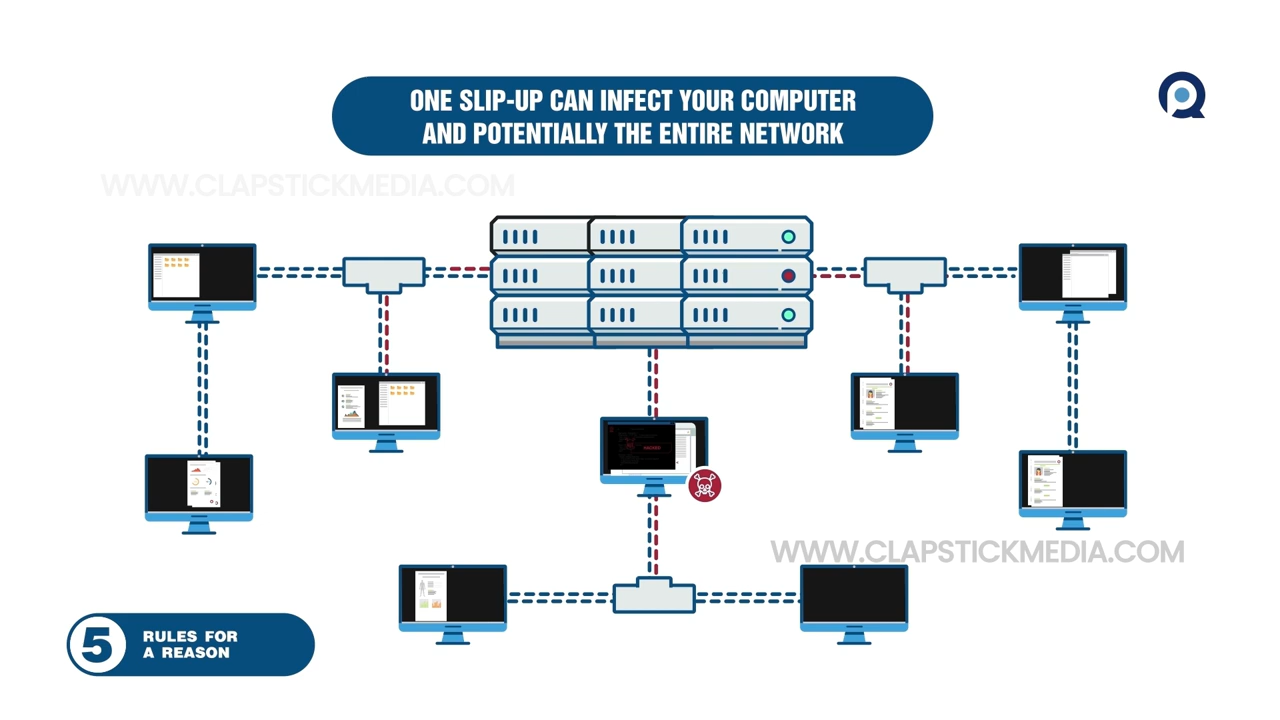 ONE SLIP-UP CAN INFECT YOUR COMPUTER
AND POTENTIALLY THE ENTIRE NETWORK
WWW.CLAPSTICKMEDIA.COM
WWW.CLAPSTICKMEDIA.COM
5
RULES FOR
A REASON